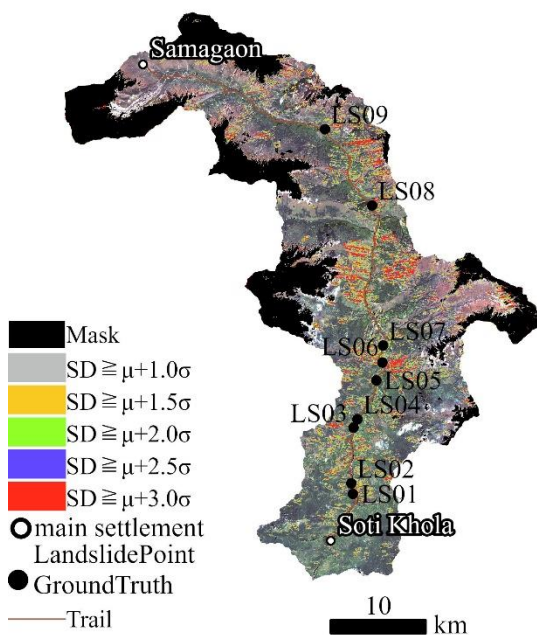 Samagaon
LS09
LS08
LS07
LS06
LS05
LS04
LS03
LS02
LS01
Soti Khola
Mask
SD ≧ μ+1.0σ
SD ≧ μ+1.5σ
SD ≧ μ+2.0σ
SD ≧ μ+2.5σ
SD ≧ μ+3.0σ
main settlement
LandslidePoint
GroundTruth
Trail
10
km